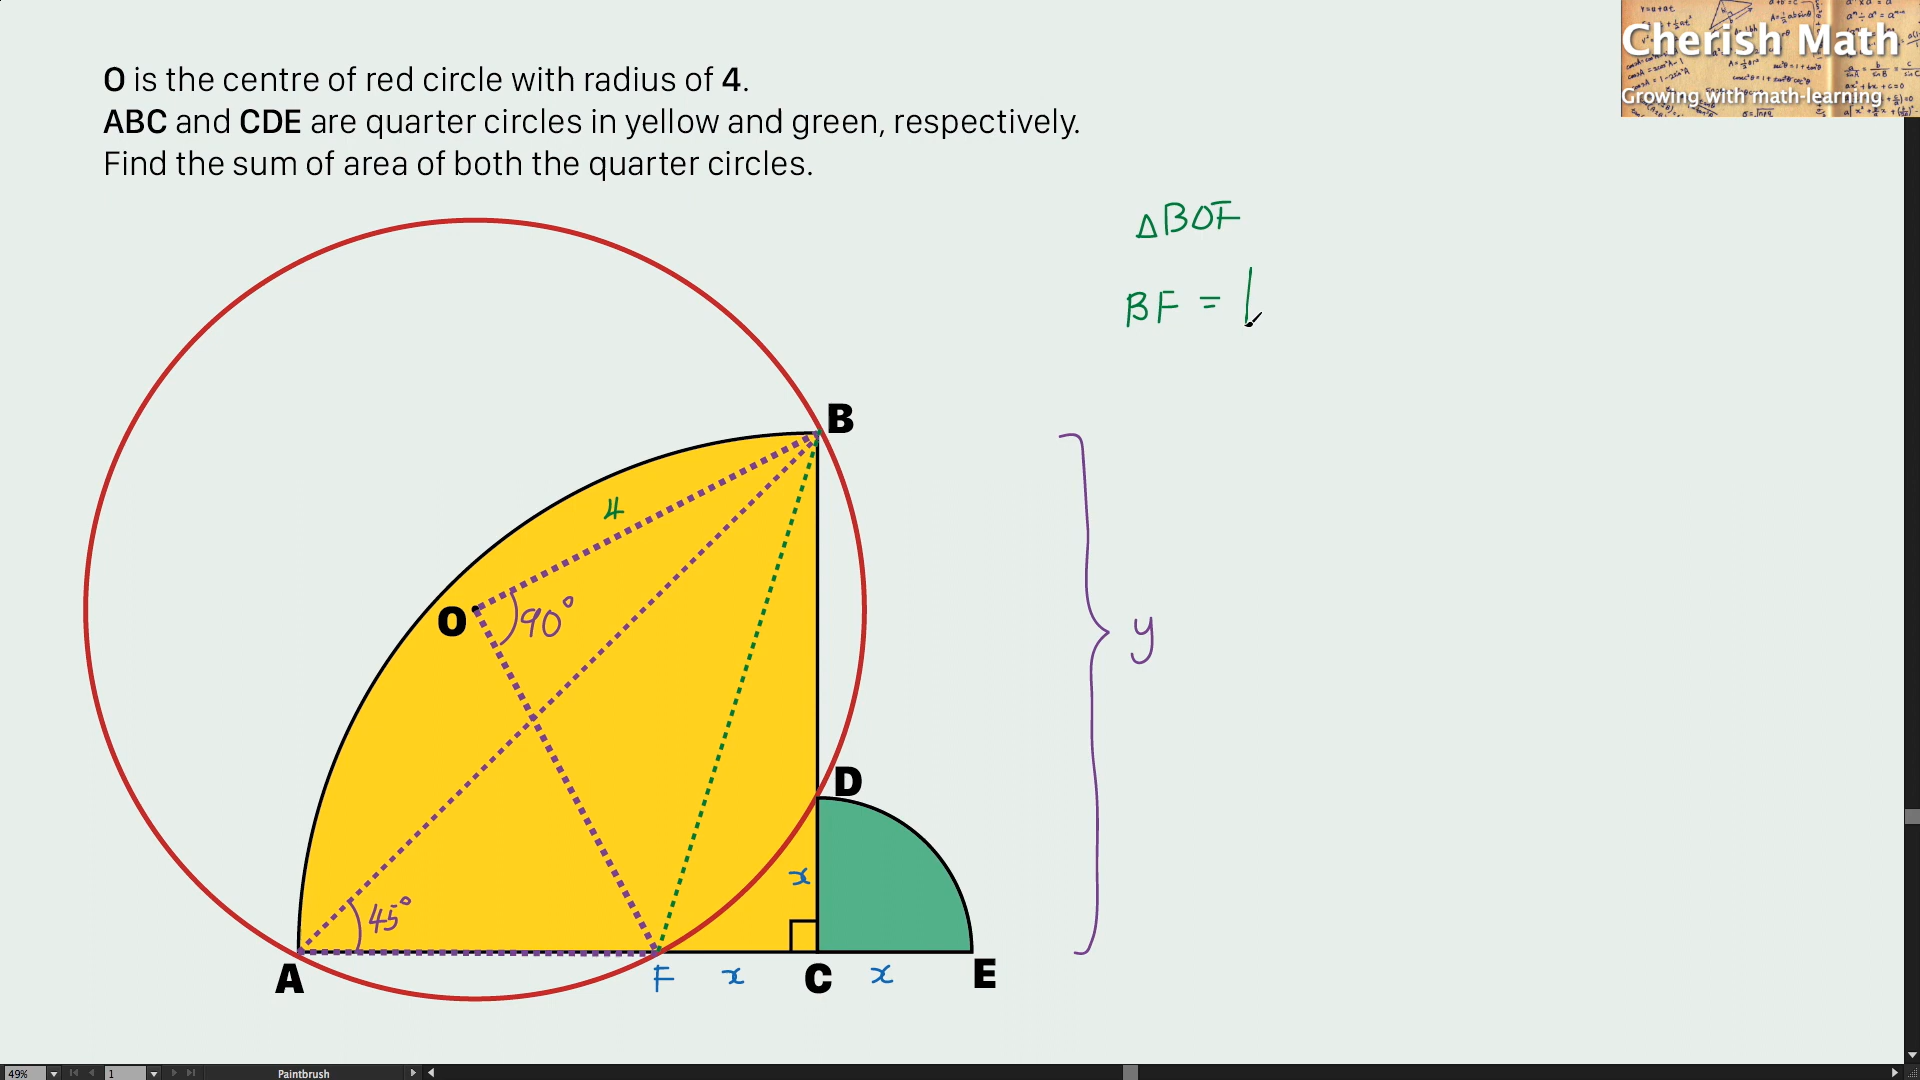 Cherish Math
Growing with math-learning
O is the centre of red circle with radius of 4.
ABC and CDE are quarter circles in yellow and green, respectively.
Find the sum of area of both the quarter circles.
△BOF
BF =
B
4
O
90°
y
D
x
45°
A
F
x
C
x
E
49%
1
Paintbrush